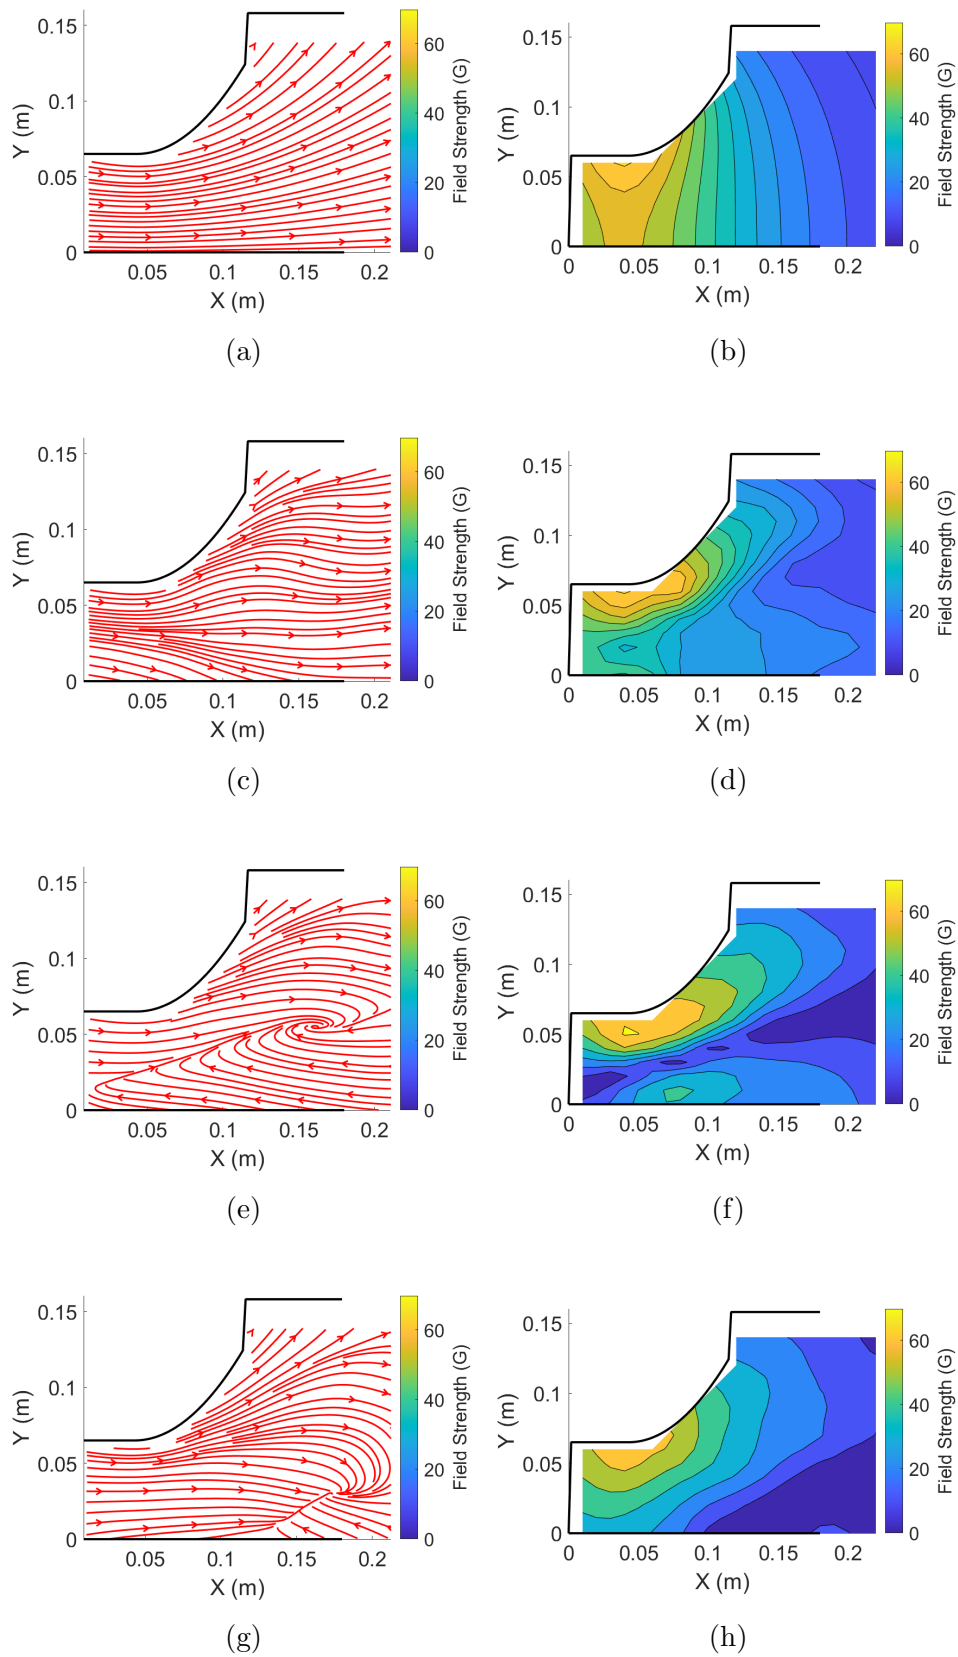 0.15
0.1
0.05
0
Y (m)
0.05 0.1 0.15 0.2
X (m)
60
40
20
0
Field Strength (G)
(a)
0.15
0.1
0.05
0
Y (m)
0 0.05 0.1 0.15 0.2
X (m)
60
40
20
0
Field Strength (G)
(b)
0.15
0.1
0.05
0
Y (m)
0.05 0.1 0.15 0.2
X (m)
60
40
20
0
Field Strength (G)
(c)
0.15
0.1
0.05
0
Y (m)
0 0.05 0.1 0.15 0.2
X (m)
60
40
20
0
Field Strength (G)
(d)
0.15
0.1
0.05
0
Y (m)
0.05 0.1 0.15 0.2
X (m)
60
40
20
0
Field Strength (G)
(e)
0.15
0.1
0.05
0
Y (m)
0 0.05 0.1 0.15 0.2
X (m)
60
40
20
0
Field Strength (G)
(f)
0.15
0.1
0.05
0
Y (m)
0.05 0.1 0.15 0.2
X (m)
60
40
20
0
Field Strength (G)
(g)
0.15
0.1
0.05
0
Y (m)
0 0.05 0.1 0.15 0.2
X (m)
60
40
20
0
Field Strength (G)
(h)